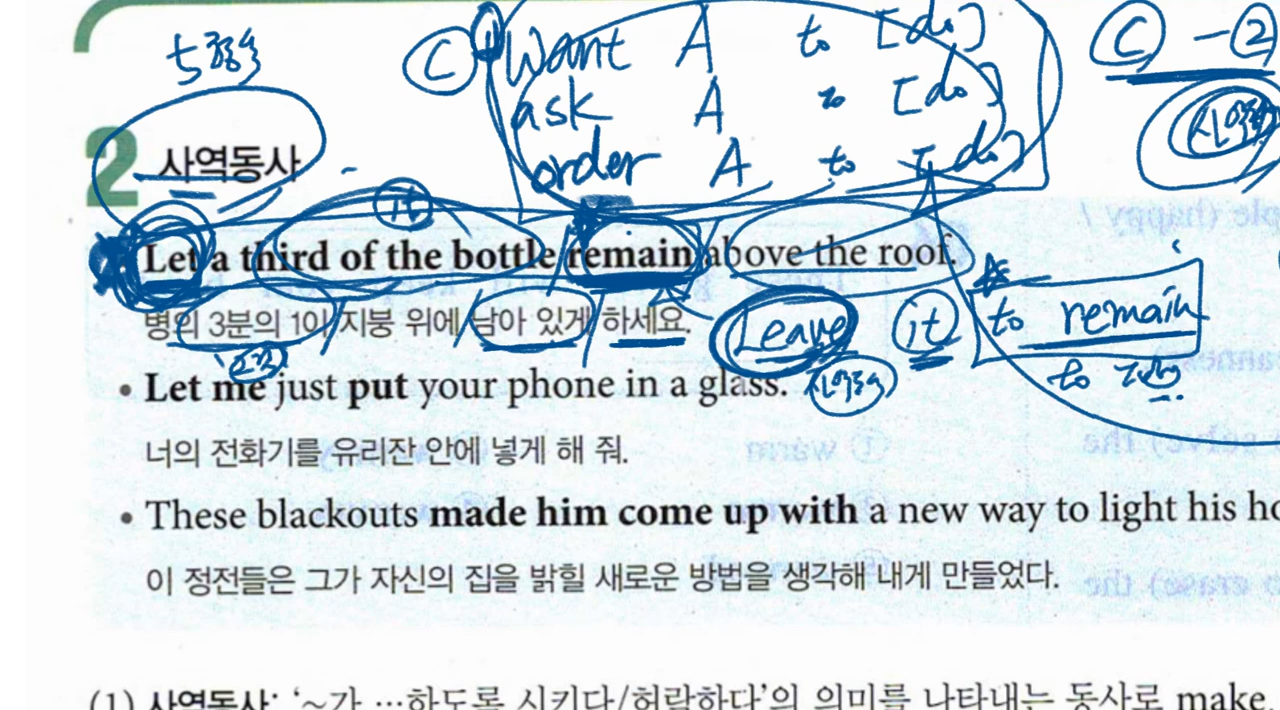 5형식
C ① Want A to [do]
ask A to [do]
order A to [do]
C - ②
2 사역동사
it
Let a third of the bottle remain above the roof.
병의 3분의 1이 지붕 위에 남아 있게 하세요.
Leave it to remain
to
• Let me just put your phone in a glass.
너의 전화기를 유리잔 안에 넣게 해 줘.
• These blackouts made him come up with a new way to light his
이 정전들은 그가 자신의 집을 밝힐 새로운 방법을 생각해 내게 만들었다.
(1) 사역동사: ‘~가 …하도록 시키다/허락하다’의 의미를 나타내는 동사로 make,